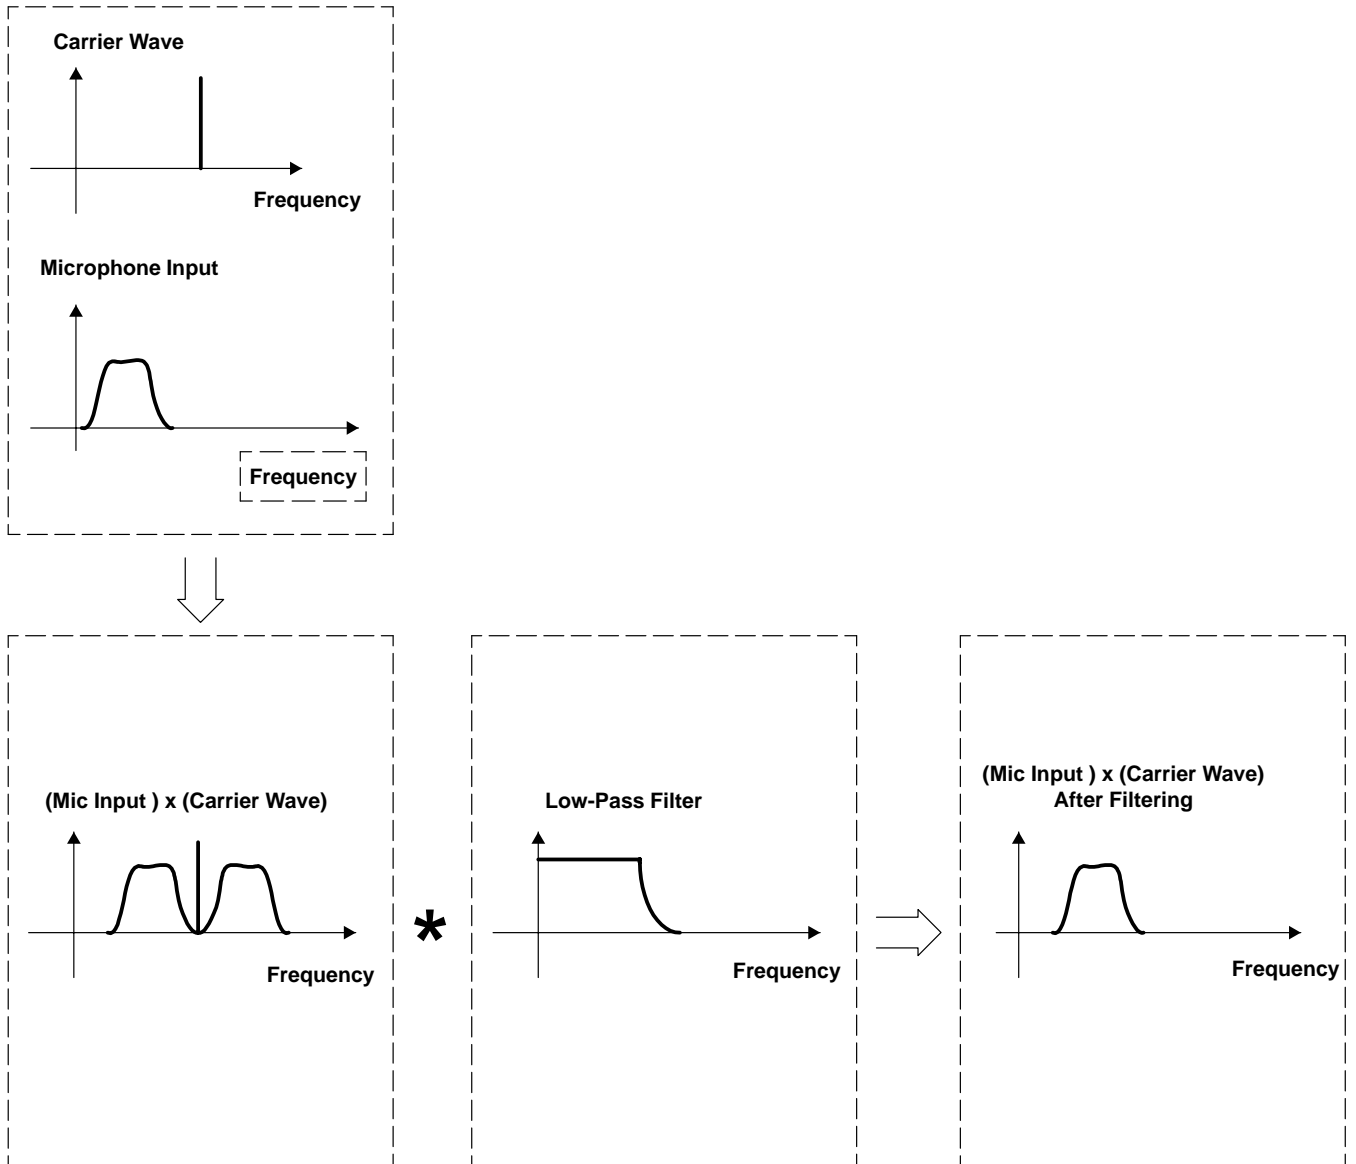 Carrier Wave
Frequency
Microphone Input
Frequency
(Mic Input ) x (Carrier Wave)
Frequency
*
Low-Pass Filter
Frequency
(Mic Input ) x (Carrier Wave)
After Filtering
Frequency